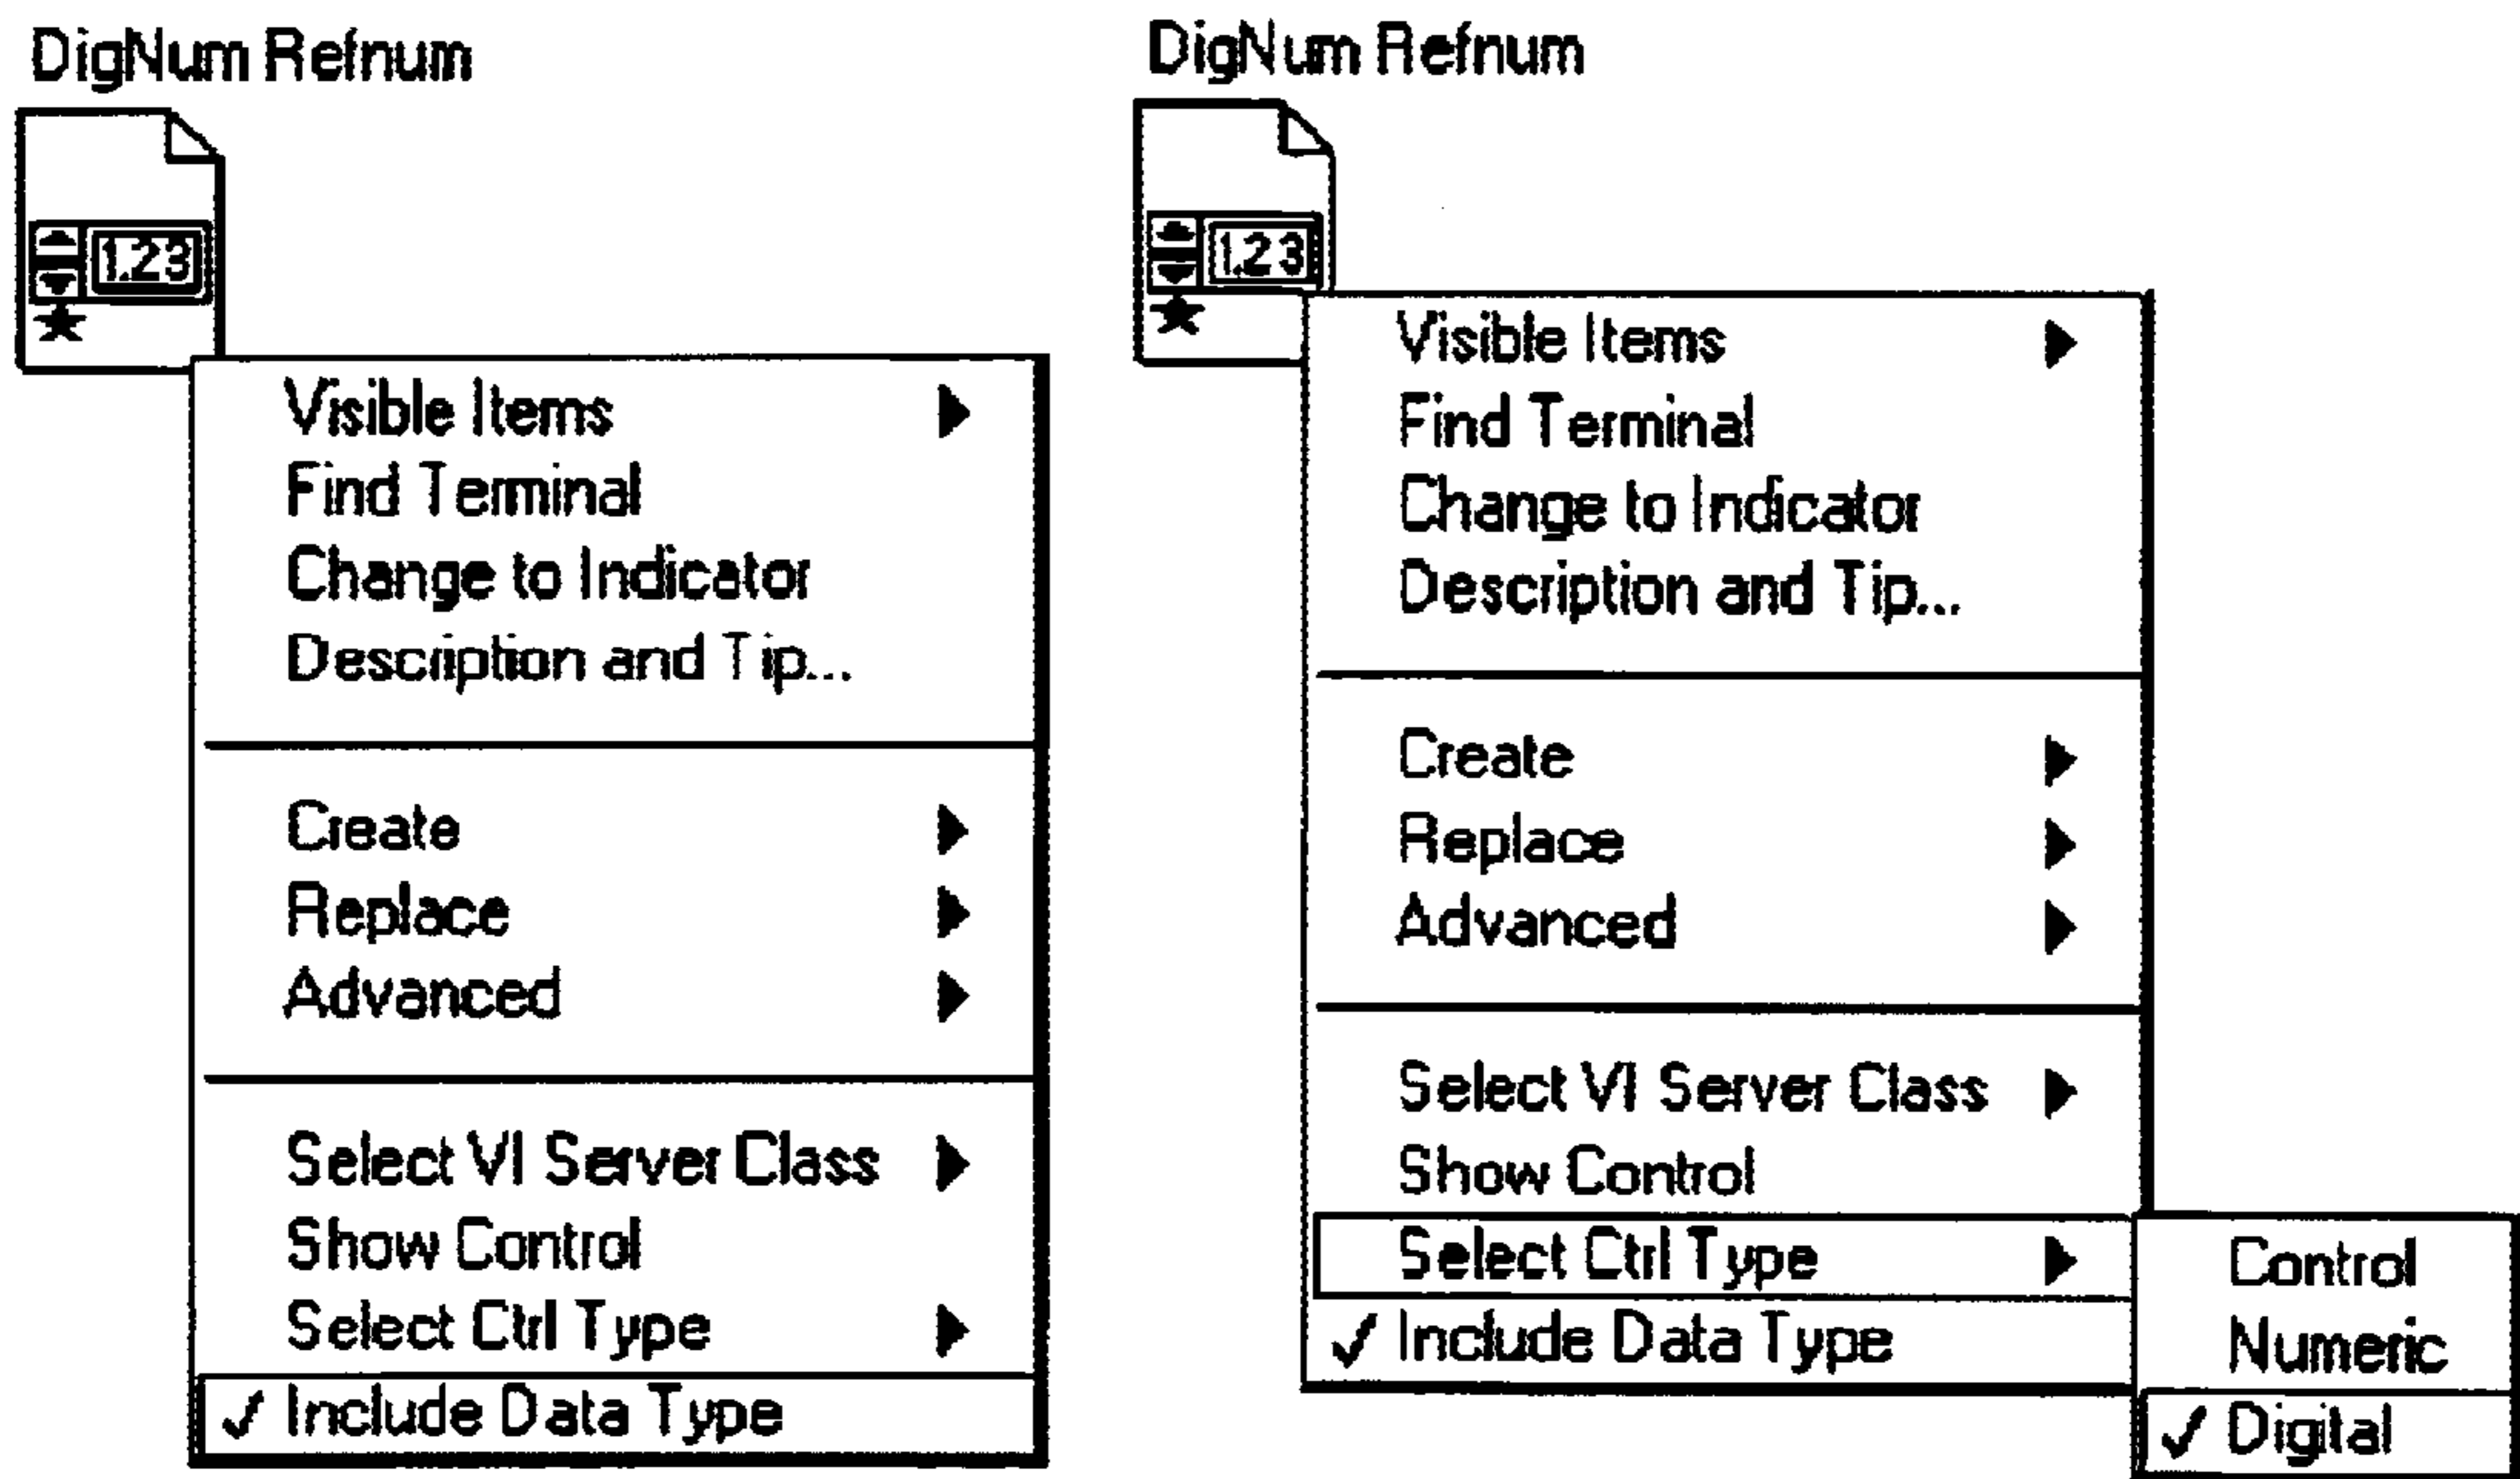 DigNum Refnum
1.23
Visible Items
Find Terminal
Change to Indicator
Description and Tip...
Create
Replace
Advanced
Select VI Server Class
Show Control
Select Ctrl Type
✓ Include Data Type
DigNum Refnum
1.23
Visible Items
Find Terminal
Change to Indicator
Description and Tip...
Create
Replace
Advanced
Select VI Server Class
Show Control
Select Ctrl Type
✓ Include Data Type
Control
Numeric
✓ Digital